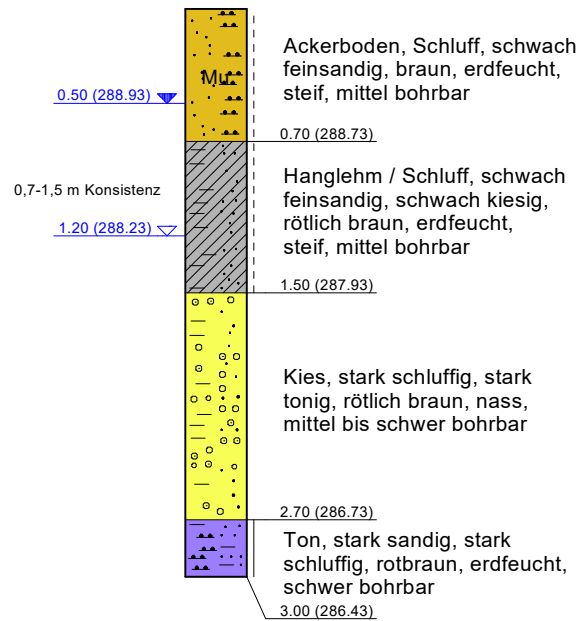 Ackerboden, Schluff, schwach
feinsandig, braun, erdfeucht,
steif, mittel bohrbar
Mu
0.50 (288.93)
0.70 (288.73)
Hanglehm / Schluff, schwach
feinsandig, schwach kiesig,
rötlich braun, erdfeucht,
steif, mittel bohrbar
0,7-1,5 m Konsistenz
1.20 (288.23)
1.50 (287.93)
Kies, stark schluffig, stark
tonig, rötlich braun, nass,
mittel bis schwer bohrbar
2.70 (286.73)
Ton, stark sandig, stark
schluffig, rotbraun, erdfeucht,
schwer bohrbar
3.00 (286.43)